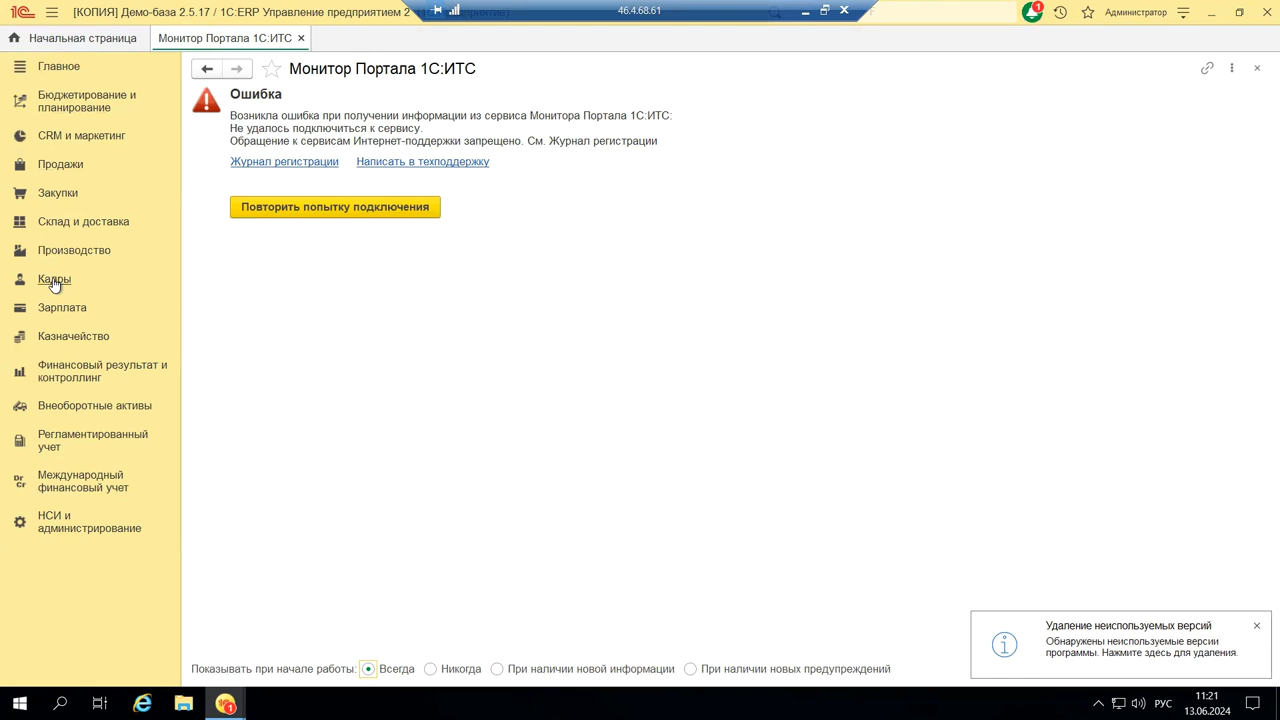 [КОПИЯ] Демо-база 2.5.17 / 1С:ERP Управление предприятием 2
46.4.68.61
1
Администратор
Начальная страница
Монитор Портала 1С:ИТС
Главное
Бюджетирование и
планирование
CRM и маркетинг
Продажи
Закупки
Склад и доставка
Производство
Кадры
Зарплата
Казначейство
Финансовый результат и
контроллинг
Внеоборотные активы
Регламентированный
учет
Dr
Cr
Международный
финансовый учет
НСИ и
администрирование
Монитор Портала 1С:ИТС
Ошибка
Возникла ошибка при получении информации из сервиса Монитора Портала 1С:ИТС:
Не удалось подключиться к сервису.
Обращение к сервисам Интернет-поддержки запрещено. См. Журнал регистрации
Журнал регистрации Написать в техподдержку
Повторить попытку подключения
Удаление неиспользуемых версий
Обнаружены неиспользуемые версии
программы. Нажмите здесь для удаления.
Показывать при начале работы: Всегда Никогда При наличии новой информации При наличии новых предупреждений
1
РУС
11:21
13.06.2024